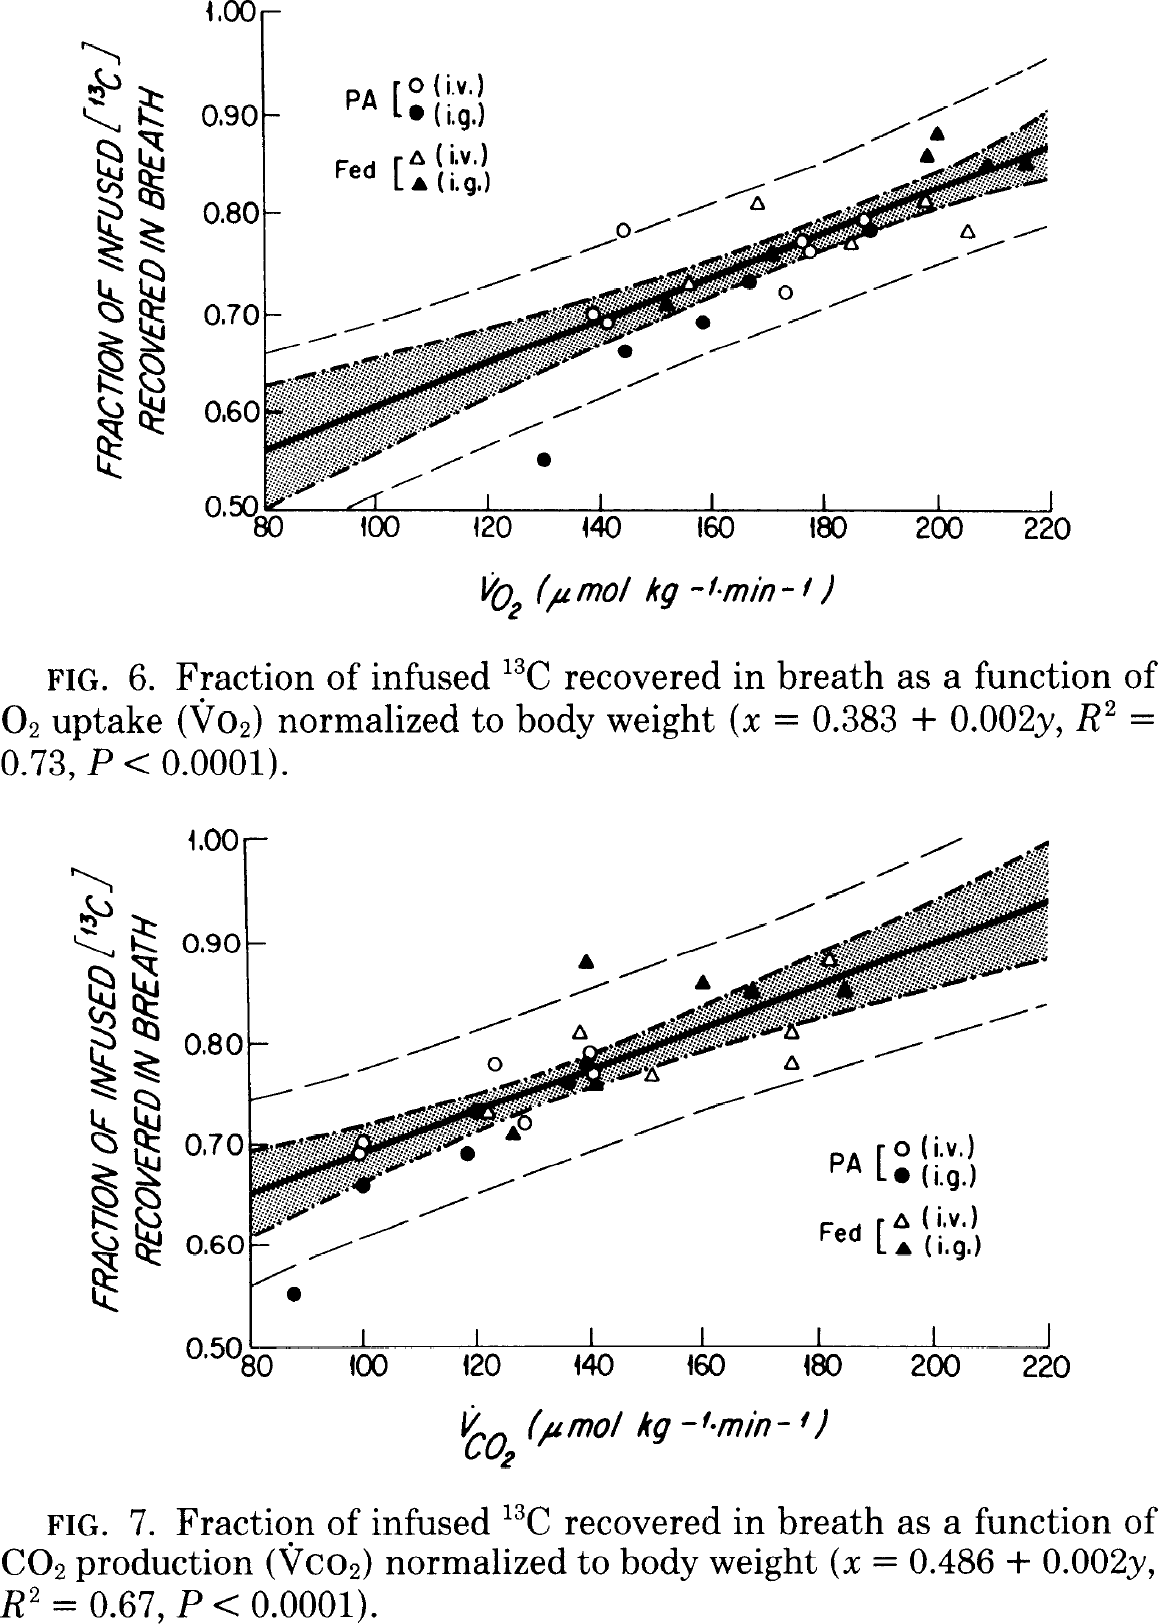 1.00
0.90
0.80
0.70
0.60
0.50
FRACTION OF INFUSED [¹³C]
RECOVERED IN BREATH
PA [ ○ (i.v.)
● (i.g.)
Fed [ △ (i.v.)
▲ (i.g.)
80 100 120 140 160 180 200 220
V̇O₂ (μmol kg -1·min-1)
FIG. 6. Fraction of infused ¹³C recovered in breath as a function of
O₂ uptake (V̇O₂) normalized to body weight (x = 0.383 + 0.002y, R² =
0.73, P < 0.0001).
1.00
0.90
0.80
0.70
0.60
0.50
FRACTION OF INFUSED [¹³C]
RECOVERED IN BREATH
PA [ ○ (i.v.)
● (i.g.)
Fed [ △ (i.v.)
▲ (i.g.)
80 100 120 140 160 180 200 220
V̇CO₂ (μmol kg -1·min-1)
FIG. 7. Fraction of infused ¹³C recovered in breath as a function of
CO₂ production (V̇CO₂) normalized to body weight (x = 0.486 + 0.002y,
R² = 0.67, P < 0.0001).